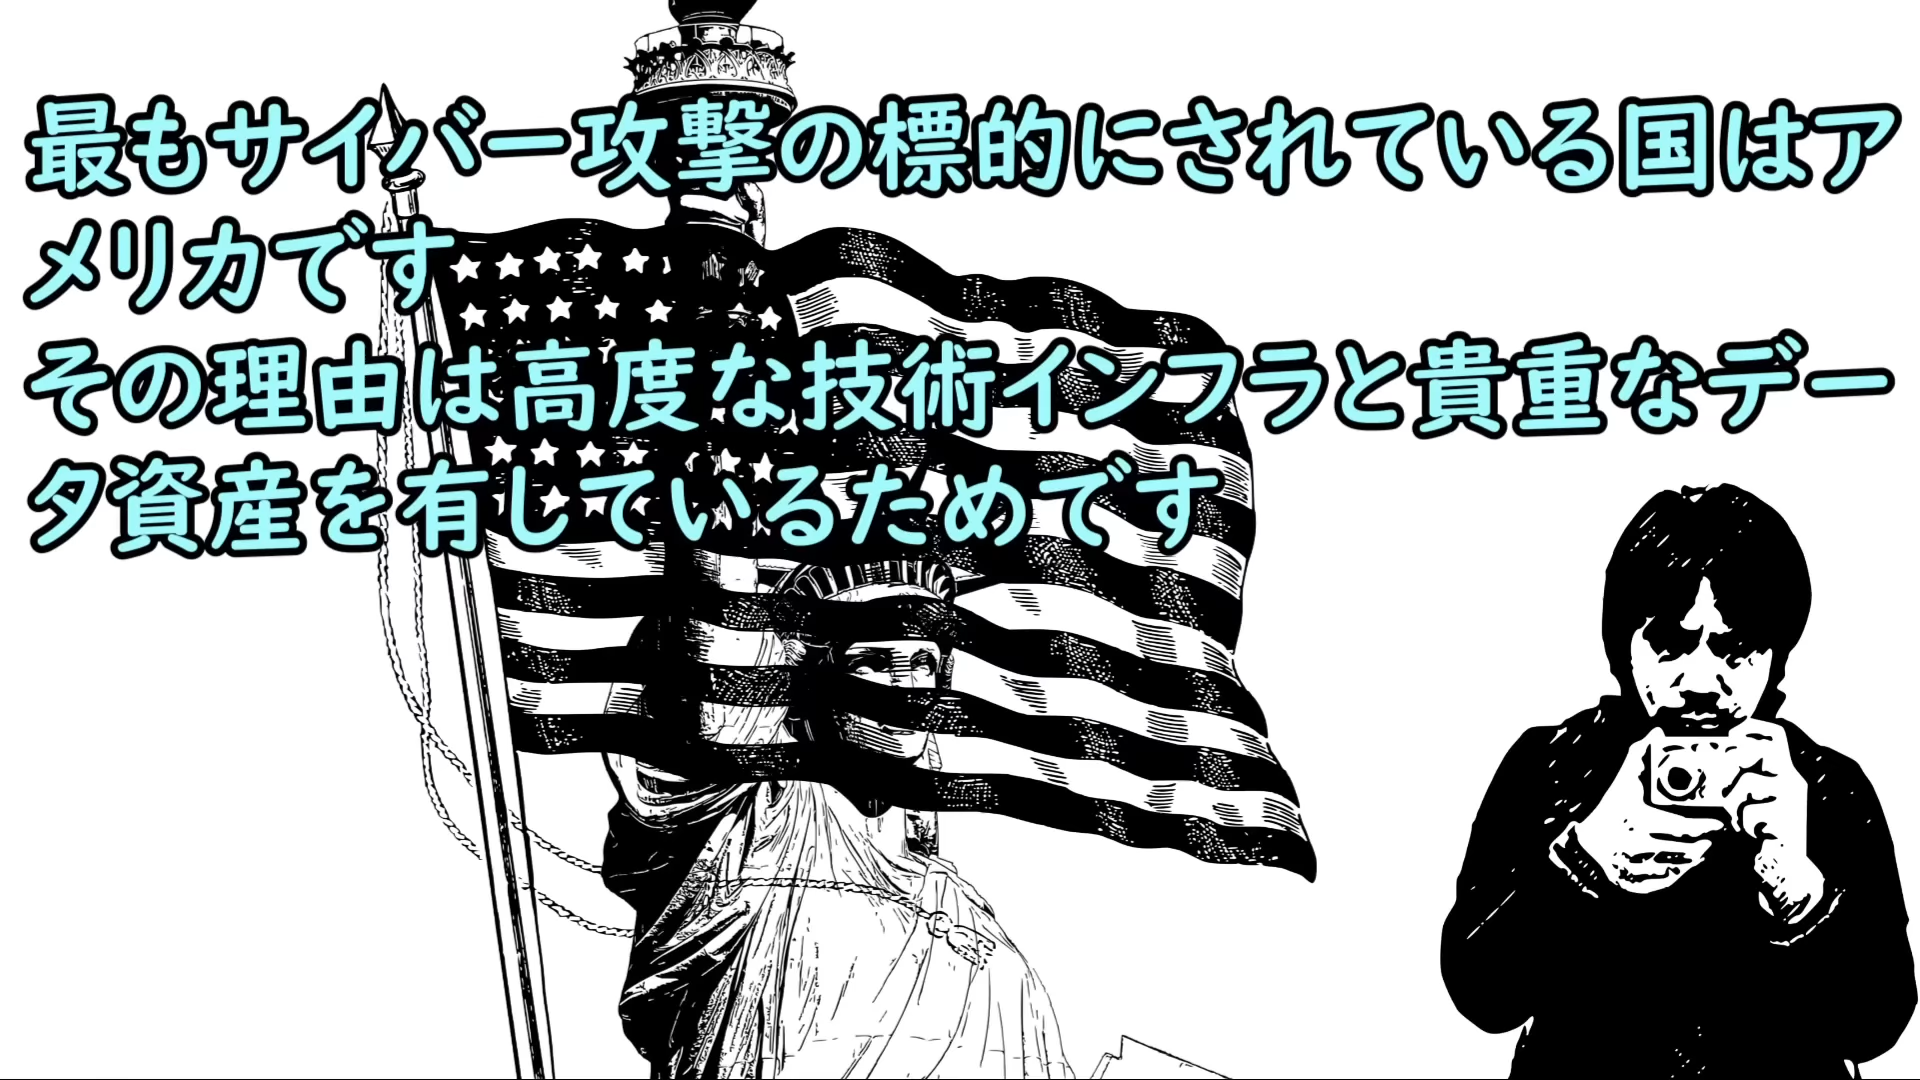 最もサイバー攻撃の標的にされている国はア
メリカです
その理由は高度な技術インフラと貴重なデー
タ資産を有しているためです